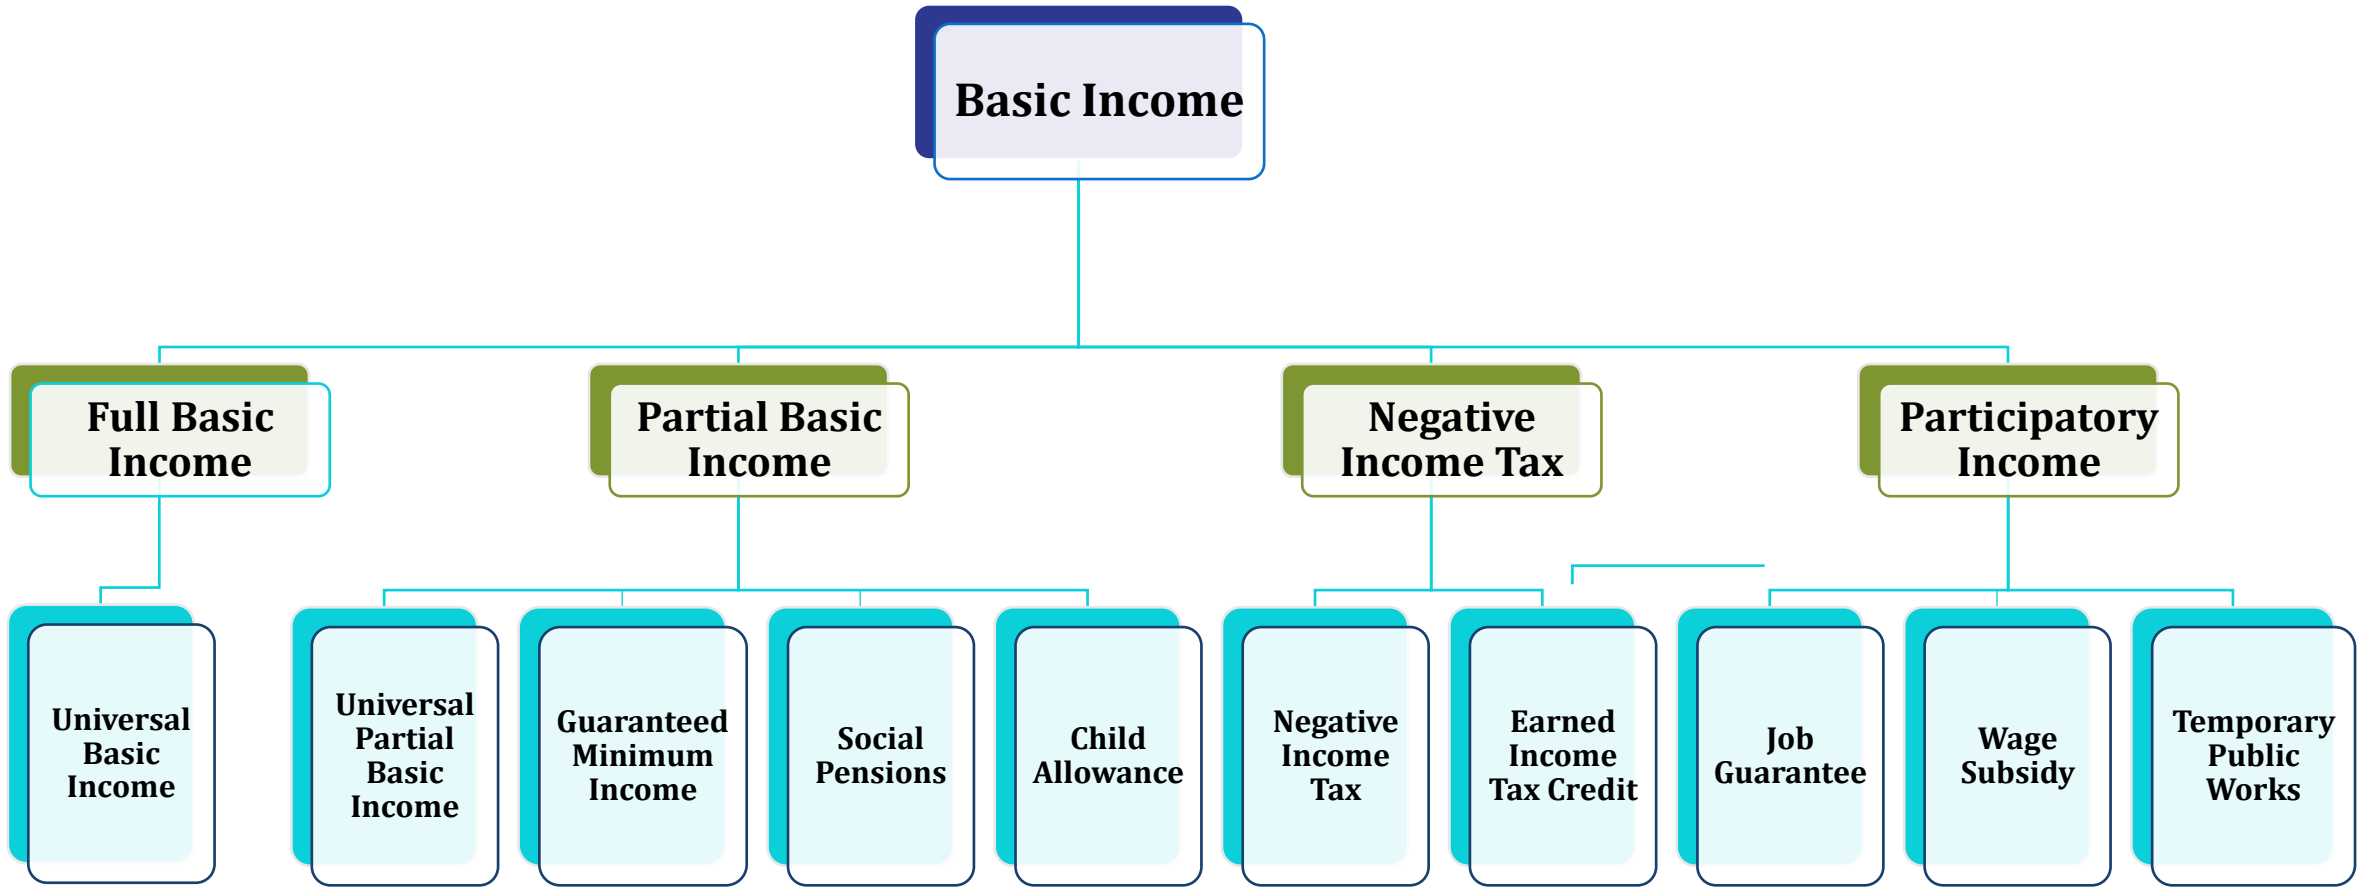 Basic Income
Full Basic
Income
Partial Basic
Income
Negative
Income Tax
Participatory
Income
Universal
Basic
Income
Universal
Partial
Basic
Income
Guaranteed
Minimum
Income
Social
Pensions
Child
Allowance
Negative
Income
Tax
Earned
Income
Tax Credit
Job
Guarantee
Wage
Subsidy
Temporary
Public
Works